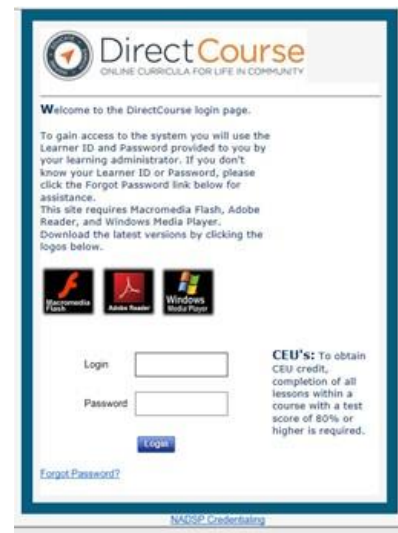 DirectCourse
ONLINE CURRICULA FOR LIFE IN COMMUNITY
Welcome to the DirectCourse login page.
To gain access to the system you will use the
Learner ID and Password provided to you by
your learning administrator. If you don't
know your Learner ID or Password, please
click the Forgot Password link below for
assistance.
This site requires Macromedia Flash, Adobe
Reader, and Windows Media Player.
Download the latest versions by clicking the
logos below.
Macromedia
Flash
Adobe Reader
Windows
Media Player
Login
Password
Login
CEU's: To obtain
CEU credit,
completion of all
lessons within a
course with a test
score of 80% or
higher is required.
Forgot Password?
NADSP Credentialing